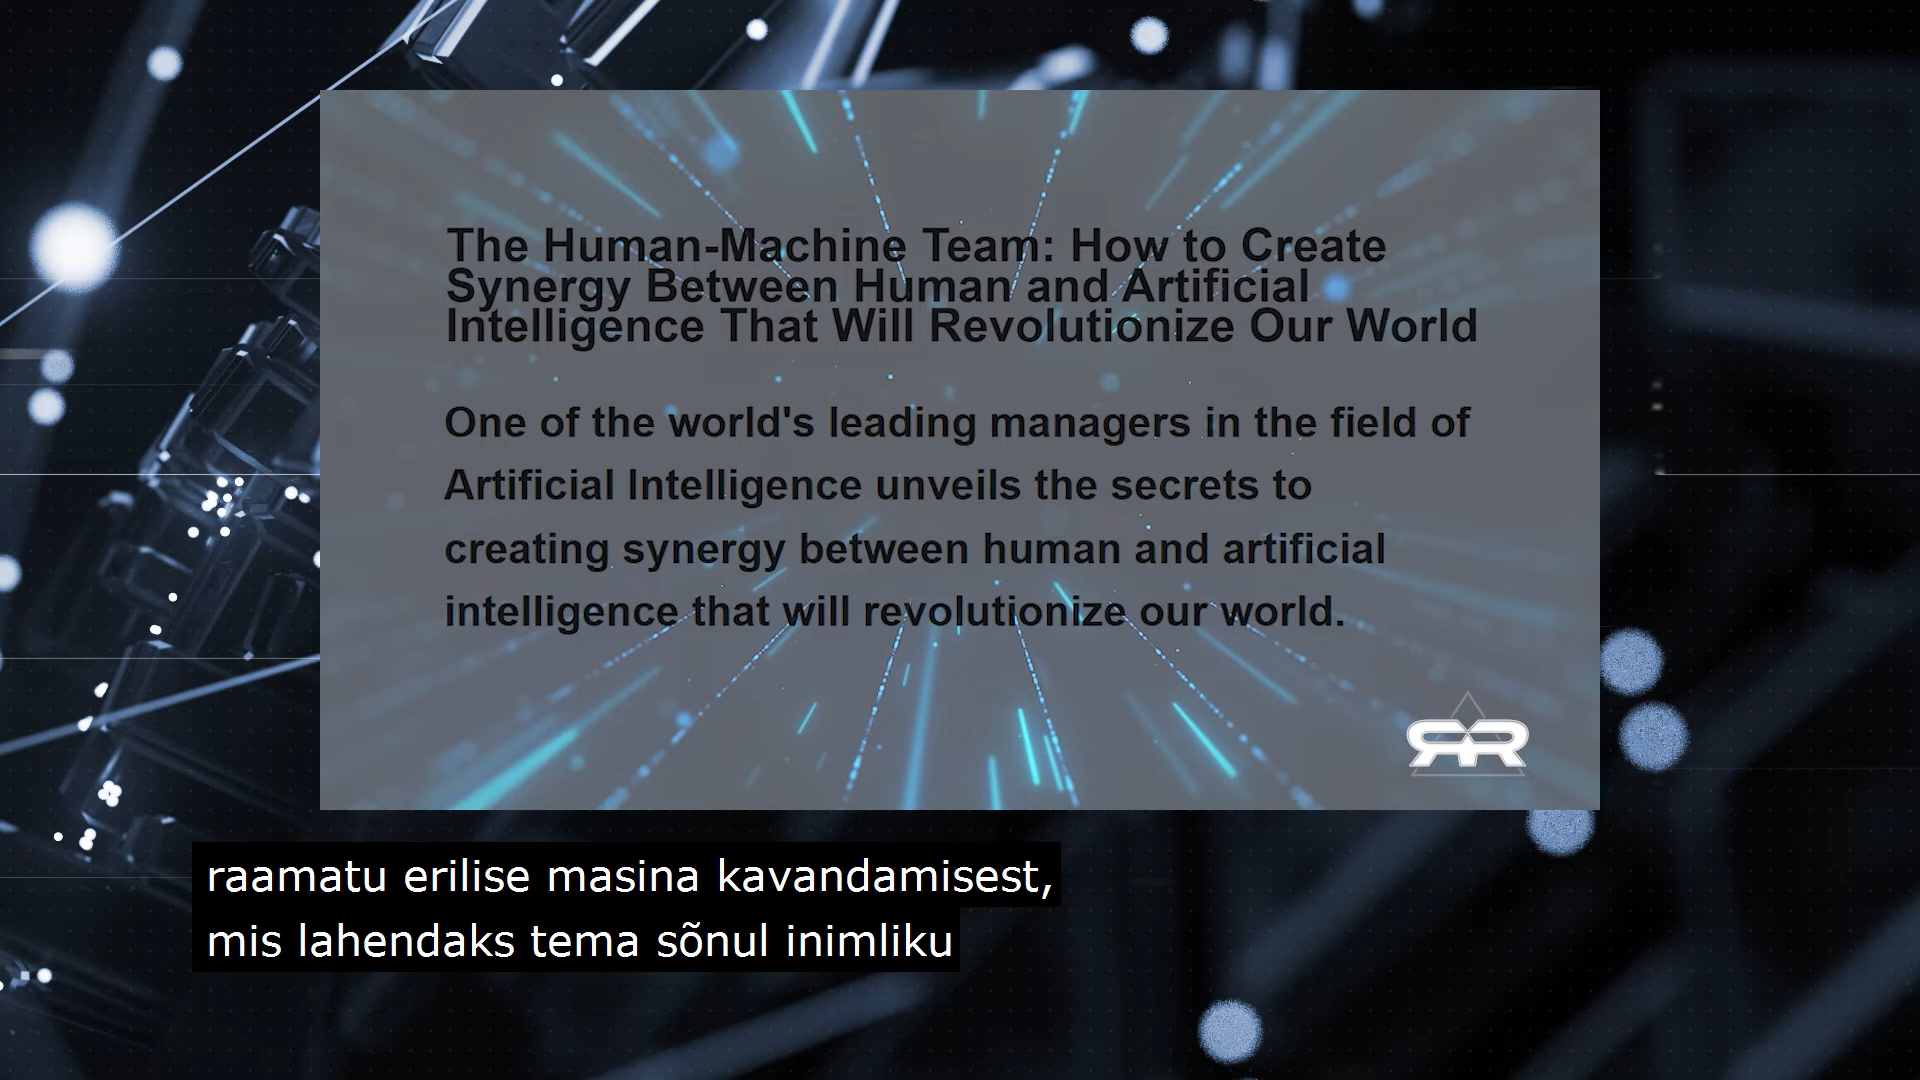 The Human-Machine Team: How to Create
Synergy Between Human and Artificial
Intelligence That Will Revolutionize Our World
One of the world's leading managers in the field of
Artificial Intelligence unveils the secrets to
creating synergy between human and artificial
intelligence that will revolutionize our world.
raamatu erilise masina kavandamisest,
mis lahendaks tema sõnul inimliku